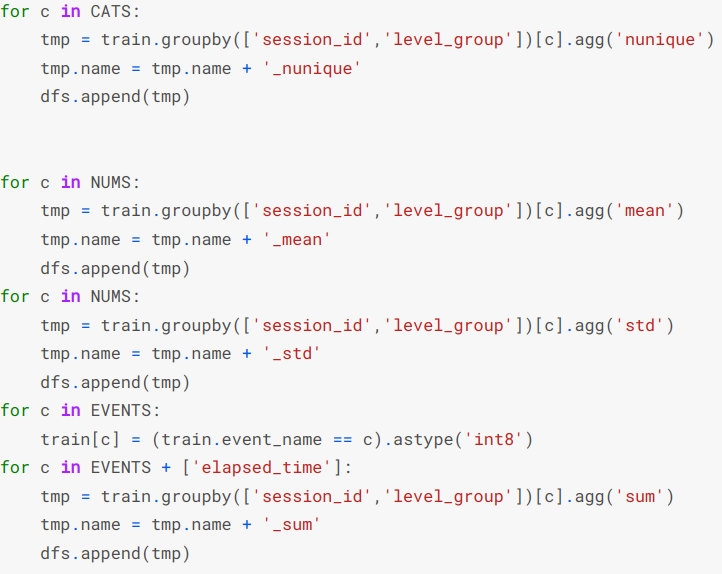 for c in CATS:
    tmp = train.groupby(['session_id','level_group'])[c].agg('nunique')
    tmp.name = tmp.name + '_nunique'
    dfs.append(tmp)
for c in NUMS:
    tmp = train.groupby(['session_id','level_group'])[c].agg('mean')
    tmp.name = tmp.name + '_mean'
    dfs.append(tmp)
for c in NUMS:
    tmp = train.groupby(['session_id','level_group'])[c].agg('std')
    tmp.name = tmp.name + '_std'
    dfs.append(tmp)
for c in EVENTS:
    train[c] = (train.event_name == c).astype('int8')
for c in EVENTS + ['elapsed_time']:
    tmp = train.groupby(['session_id','level_group'])[c].agg('sum')
    tmp.name = tmp.name + '_sum'
    dfs.append(tmp)